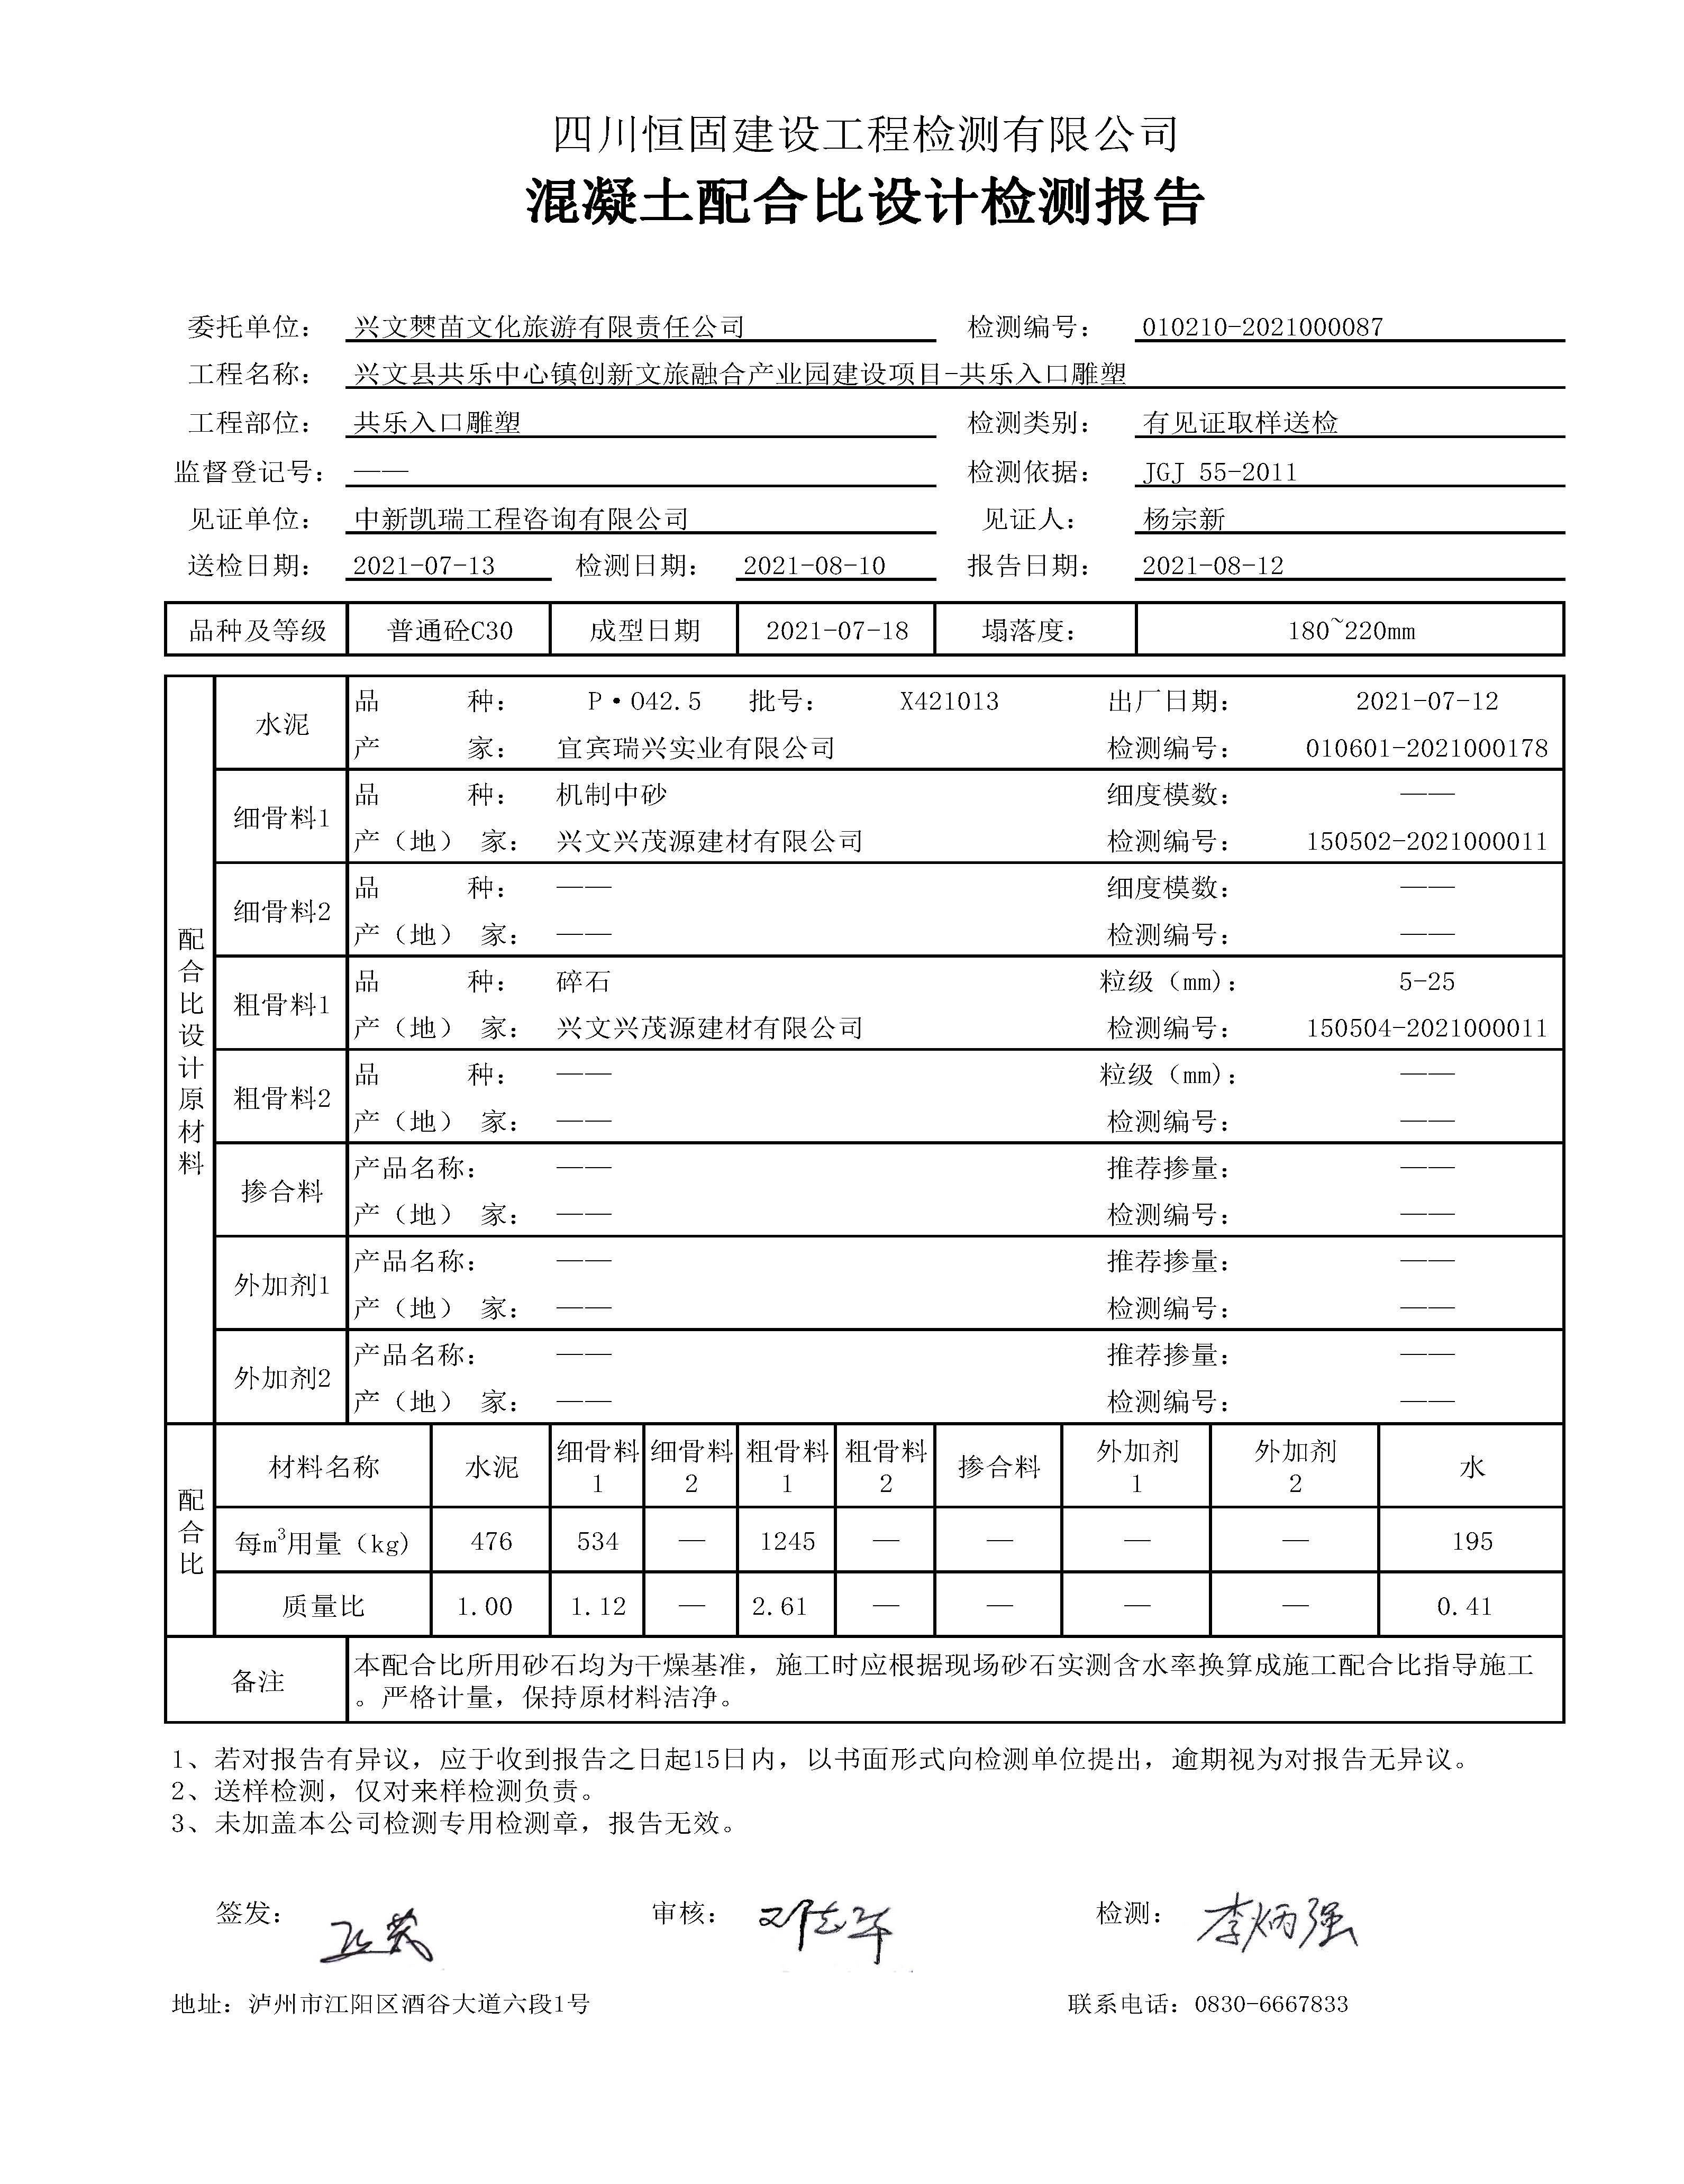 四川恒固建设工程检测有限公司
混凝土配合比设计检测报告
委托单位： 兴文僰苗文化旅游有限责任公司 检测编号： 010210-2021000087
工程名称： 兴文县共乐中心镇创新文旅融合产业园建设项目-共乐入口雕塑
工程部位： 共乐入口雕塑 检测类别： 有见证取样送检
监督登记号： —— 检测依据： JGJ 55-2011
见证单位： 中新凯瑞工程咨询有限公司 见证人： 杨宗新
送检日期： 2021-07-13 检测日期： 2021-08-10 报告日期： 2021-08-12
品种及等级 普通砼C30 成型日期 2021-07-18 塌落度： 180~220mm
配合比设计原材料
水泥
品 种： P·O42.5 批号： X421013 出厂日期： 2021-07-12
产 家： 宜宾瑞兴实业有限公司 检测编号： 010601-2021000178
细骨料1
品 种： 机制中砂 细度模数： ——
产（地） 家： 兴文兴茂源建材有限公司 检测编号： 150502-2021000011
细骨料2
品 种： —— 细度模数： ——
产（地） 家： —— 检测编号： ——
粗骨料1
品 种： 碎石 粒级（mm)： 5-25
产（地） 家： 兴文兴茂源建材有限公司 检测编号： 150504-2021000011
粗骨料2
品 种： —— 粒级（mm)： ——
产（地） 家： —— 检测编号： ——
掺合料
产品名称： —— 推荐掺量： ——
产（地） 家： —— 检测编号： ——
外加剂1
产品名称： —— 推荐掺量： ——
产（地） 家： —— 检测编号： ——
外加剂2
产品名称： —— 推荐掺量： ——
产（地） 家： —— 检测编号： ——
配合比
材料名称 水泥 细骨料1 细骨料2 粗骨料1 粗骨料2 掺合料 外加剂1 外加剂2 水
每m³用量（kg） 476 534 — 1245 — — — — 195
质量比 1.00 1.12 — 2.61 — — — — 0.41
备注
本配合比所用砂石均为干燥基准，施工时应根据现场砂石实测含水率换算成施工配合比指导施工
。严格计量，保持原材料洁净。
1、若对报告有异议，应于收到报告之日起15日内，以书面形式向检测单位提出，逾期视为对报告无异议。
2、送样检测，仅对来样检测负责。
3、未加盖本公司检测专用检测章，报告无效。
签发： 审核： 检测： 李炳强
地址：泸州市江阳区酒谷大道六段1号 联系电话：0830-6667833